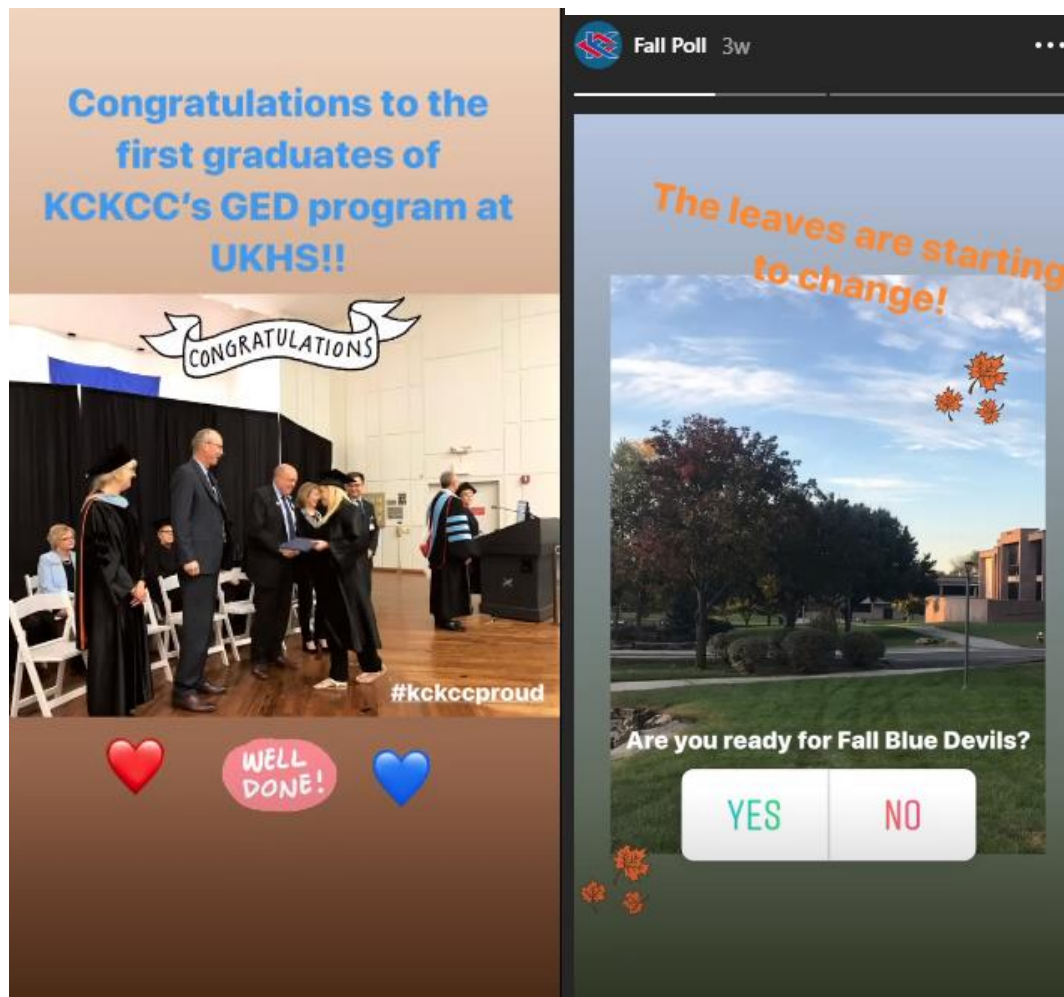 Congratulations to the
first graduates of
KCKCC's GED program at
UKHS!!
CONGRATULATIONS
#kckccproud
WELL
DONE!
Fall Poll 3w
The leaves are starting
to change!
Are you ready for Fall Blue Devils?
YES NO